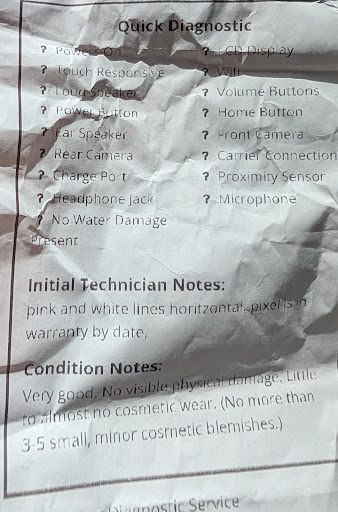 Quick Diagnostic
? Powers On ? LCD Display
? Touch Responsive ? Wifi
? Loud Speaker ? Volume Buttons
? Power Button ? Home Button
? Ear Speaker ? Front Camera
? Rear Camera ? Carrier Connection
? Charge Port ? Proximity Sensor
? Headphone Jack ? Microphone
? No Water Damage
Present
Initial Technician Notes:
pink and white lines horitzontal, pixel is in
warranty by date,
Condition Notes:
Very good. No visible physical damage. Little
to almost no cosmetic wear. (No more than
3-5 small, minor cosmetic blemishes.)
Diagnostic Service